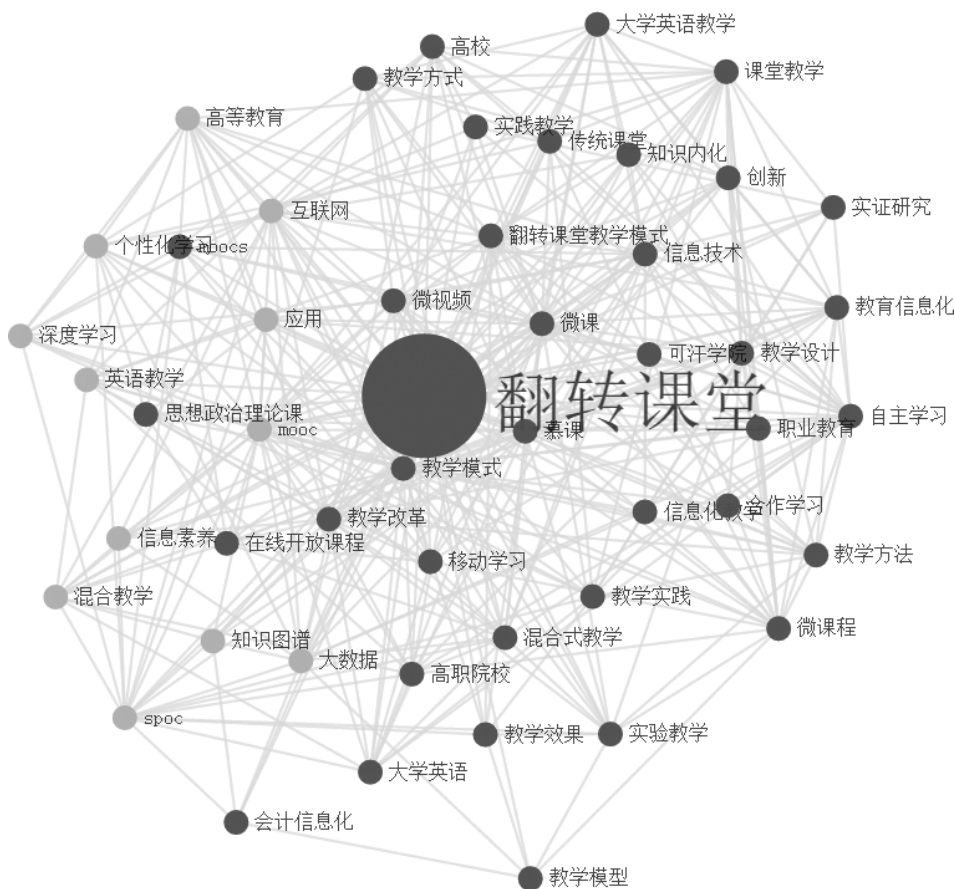 大学英语教学
高校
课堂教学
教学方式
高等教育
实践教学
传统课堂
知识内化
创新
互联网
实证研究
翻转课堂教学模式
个性化学习
moocs
信息技术
微视频
教育信息化
应用
微课
深度学习
可汗学院
教学设计
英语教学
翻转课堂
思想政治理论课
自主学习
mooc
慕课
职业教育
教学模式
合作学习
信息化教学
教学改革
信息素养
在线开放课程
教学方法
移动学习
混合教学
教学实践
微课程
知识图谱
混合式教学
大数据
高职院校
spoc
教学效果
实验教学
大学英语
会计信息化
教学模型